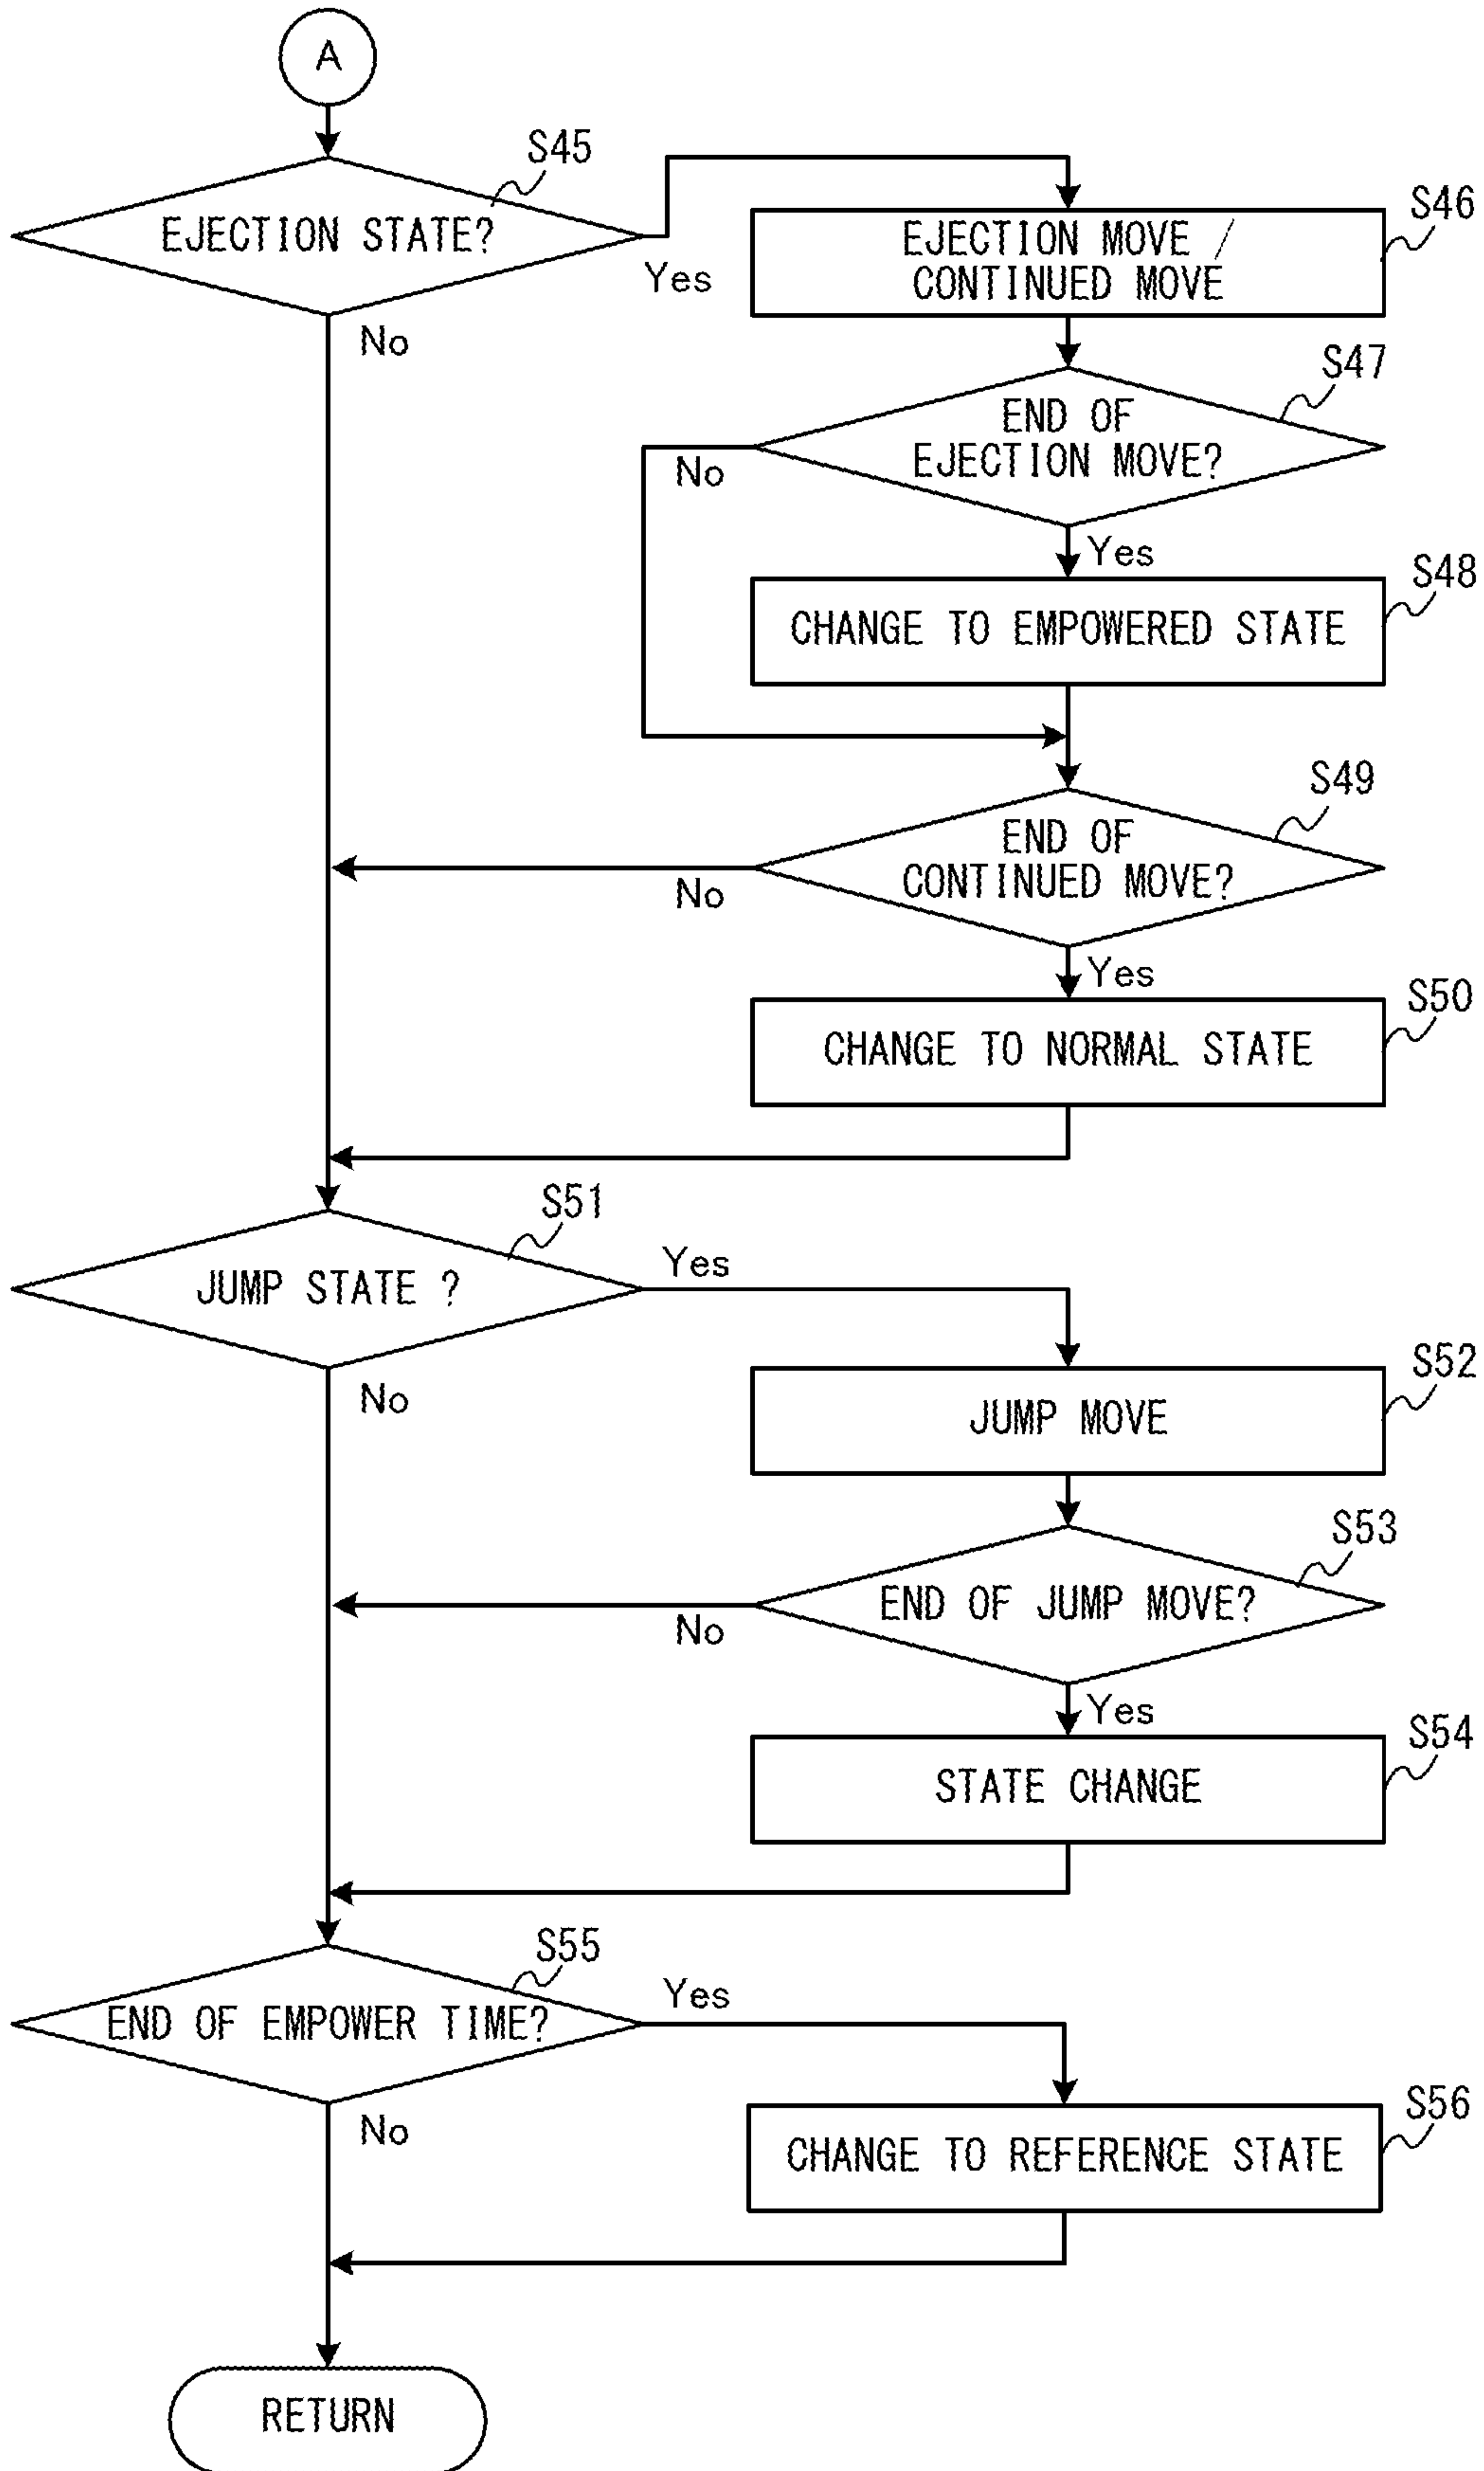 A
S45
EJECTION STATE?
Yes
No
S46
EJECTION MOVE /
CONTINUED MOVE
S47
END OF
EJECTION MOVE?
No
Yes
S48
CHANGE TO EMPOWERED STATE
S49
END OF
CONTINUED MOVE?
No
Yes
S50
CHANGE TO NORMAL STATE
S51
JUMP STATE ?
Yes
No
S52
JUMP MOVE
S53
END OF JUMP MOVE?
No
Yes
S54
STATE CHANGE
S55
END OF EMPOWER TIME?
Yes
No
S56
CHANGE TO REFERENCE STATE
RETURN